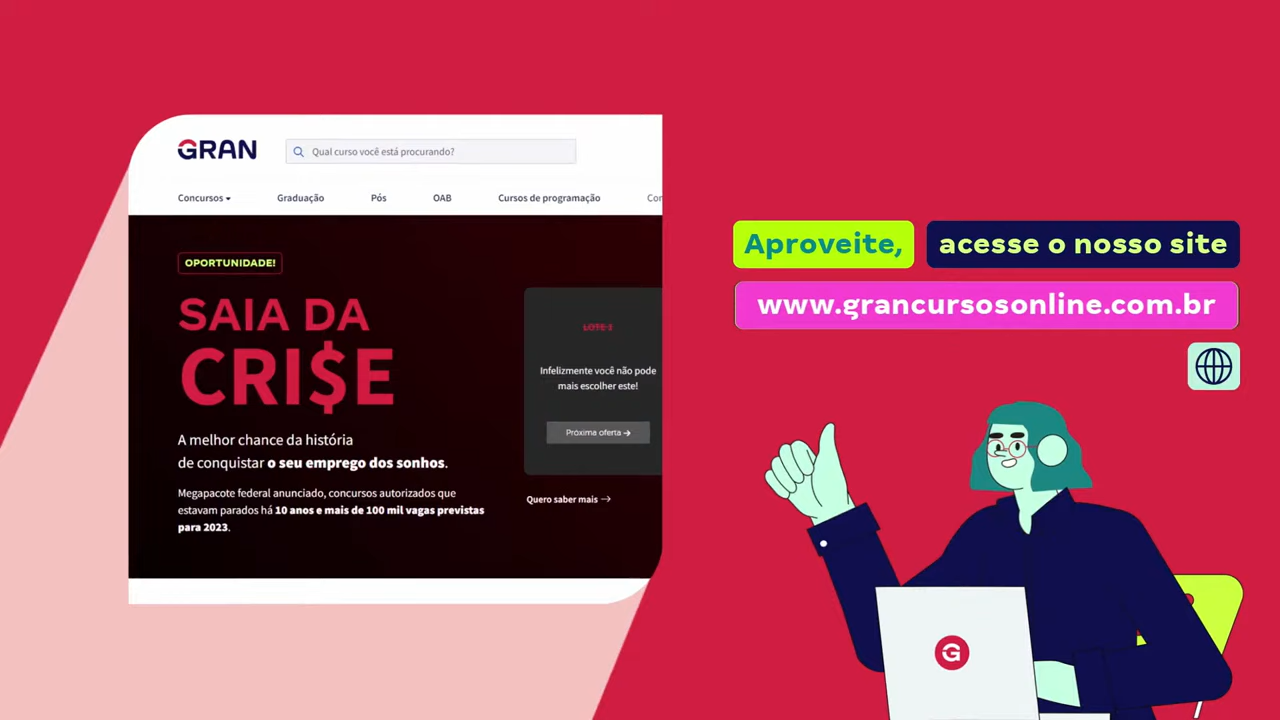 GRAN
Qual curso você está procurando?
Concursos Graduação Pós OAB Cursos de programação
OPORTUNIDADE!
SAIA DA
CRI$E
A melhor chance da história
de conquistar o seu emprego dos sonhos.
Megapacote federal anunciado, concursos autorizados que
estavam parados há 10 anos e mais de 100 mil vagas previstas
para 2023.
Infelizmente você não pode
mais escolher este!
Próxima oferta →
Quero saber mais →
Aproveite, acesse o nosso site
www.grancursosonline.com.br
G